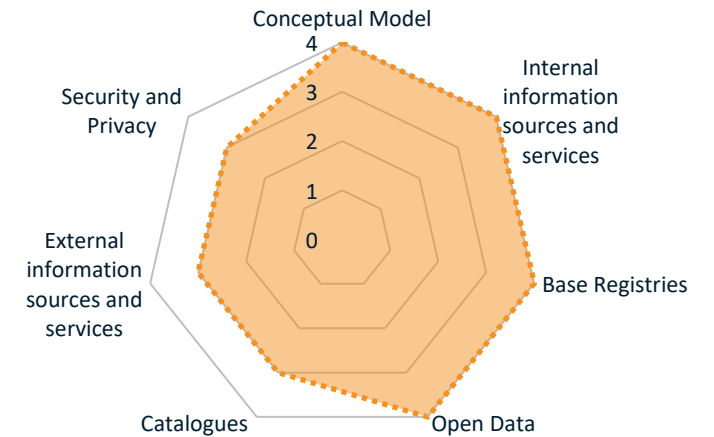 Conceptual Model
4
3
2
1
0
Internal
information
sources and
services
Base Registries
Open Data
Catalogues
External
information
sources and
services
Security and
Privacy